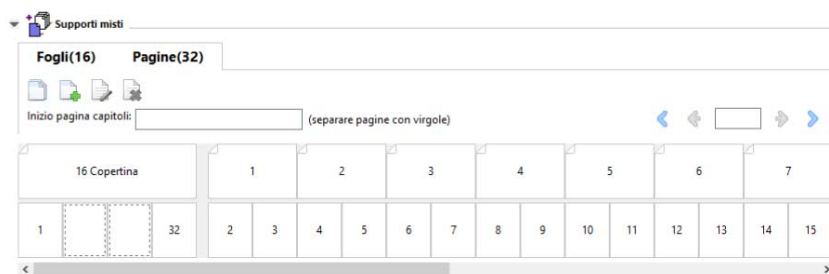 Supporti misti
Fogli(16) Pagine(32)
Inizio pagina capitoli: (separare pagine con virgole)
16 Copertina 1 2 3 4 5 6 7
1 32 2 3 4 5 6 7 8 9 10 11 12 13 14 15